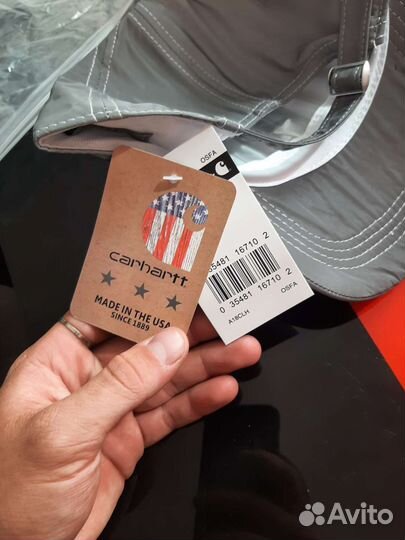 OSFA
carhartt
MADE IN THE USA
SINCE 1889
35481 16710 2
0 35481 16710 2
A18CLH OSFA
Avito